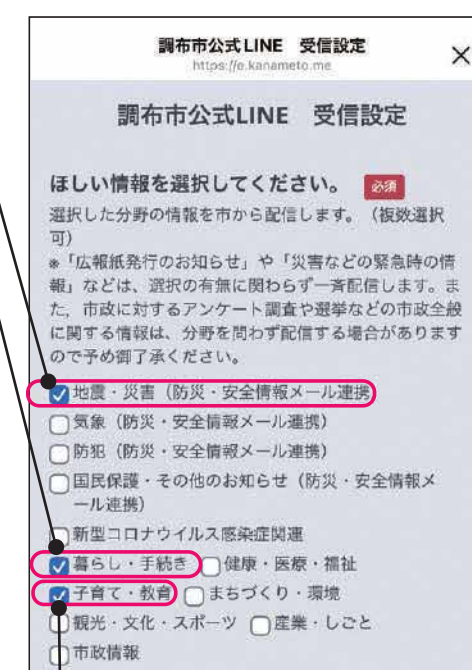 調布市公式LINE　受信設定
https://e.kanameto.me
調布市公式LINE　受信設定
ほしい情報を選択してください。 必須
選択した分野の情報を市から配信します。（複数選択
可）
※「広報紙発行のお知らせ」や「災害などの緊急時の情
報」などは、選択の有無に関わらず一斉配信します。ま
た，市政に対するアンケート調査や選挙などの市政全般
に関する情報は、分野を問わず配信する場合があります
ので予め御了承ください。
地震・災害（防災・安全情報メール連携
気象（防災・安全情報メール連携）
防犯（防災・安全情報メール連携）
国民保護・その他のお知らせ（防災・安全情報メ
ール連携）
新型コロナウイルス感染症関連
暮らし・手続き 健康・医療・福祉
子育て・教育 まちづくり・環境
観光・文化・スポーツ 産業・しごと
市政情報